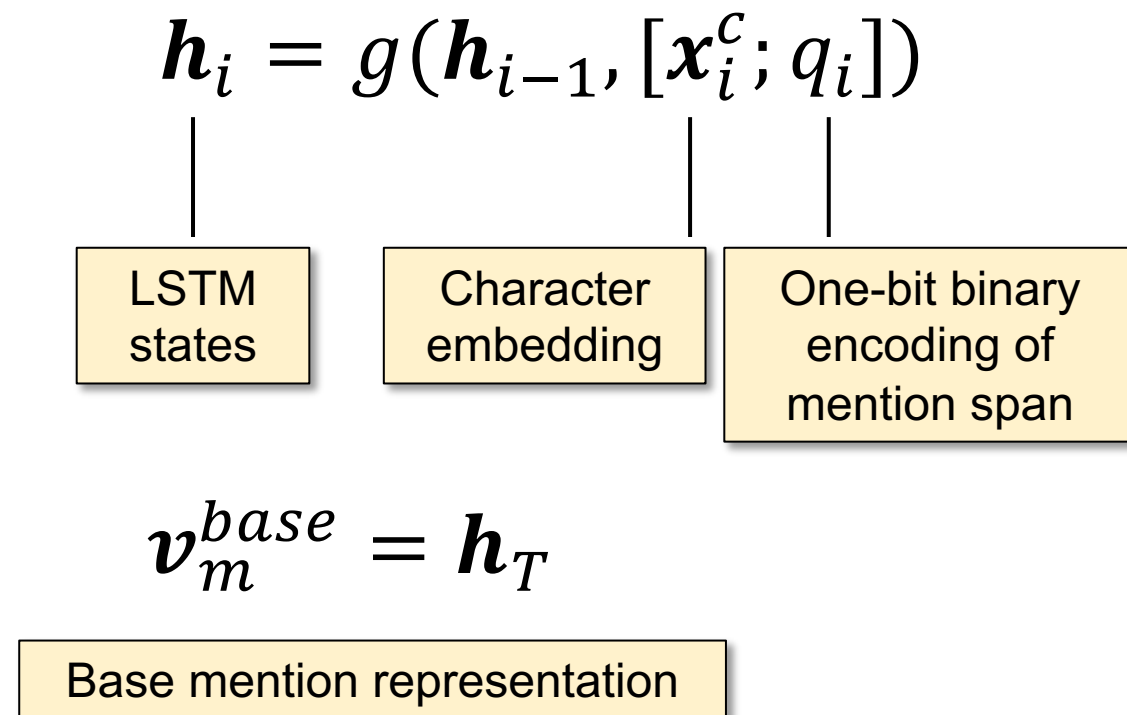 h_i = g(h_{i−1}, [x_i^c; q_i])
LSTM
states
Character
embedding
One-bit binary
encoding of
mention span
v_m^{base} = h_T
Base mention representation